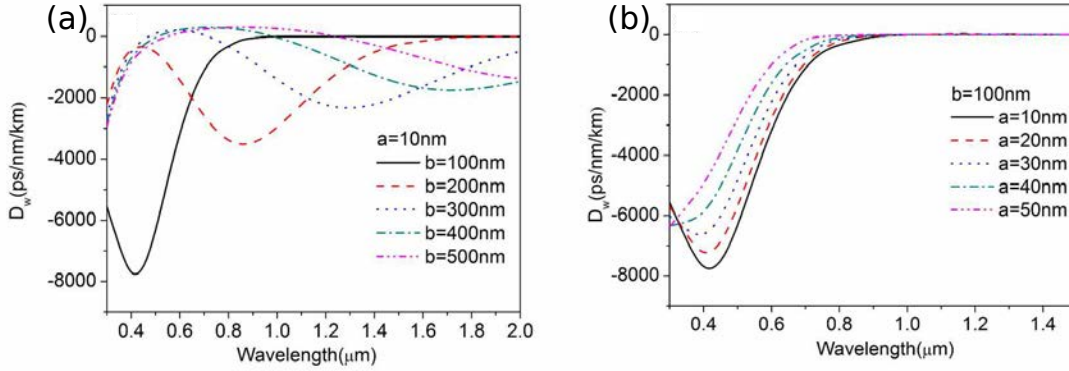 (a)
0
-2000
-4000
-6000
-8000
D_w(ps/nm/km)
a=10nm
b=100nm
b=200nm
b=300nm
b=400nm
b=500nm
0.4 0.6 0.8 1.0 1.2 1.4 1.6 1.8 2.0
Wavelength(μm)
(b)
0
-2000
-4000
-6000
-8000
D_w(ps/nm/km)
b=100nm
a=10nm
a=20nm
a=30nm
a=40nm
a=50nm
0.4 0.6 0.8 1.0 1.2 1.4
Wavelength(μm)